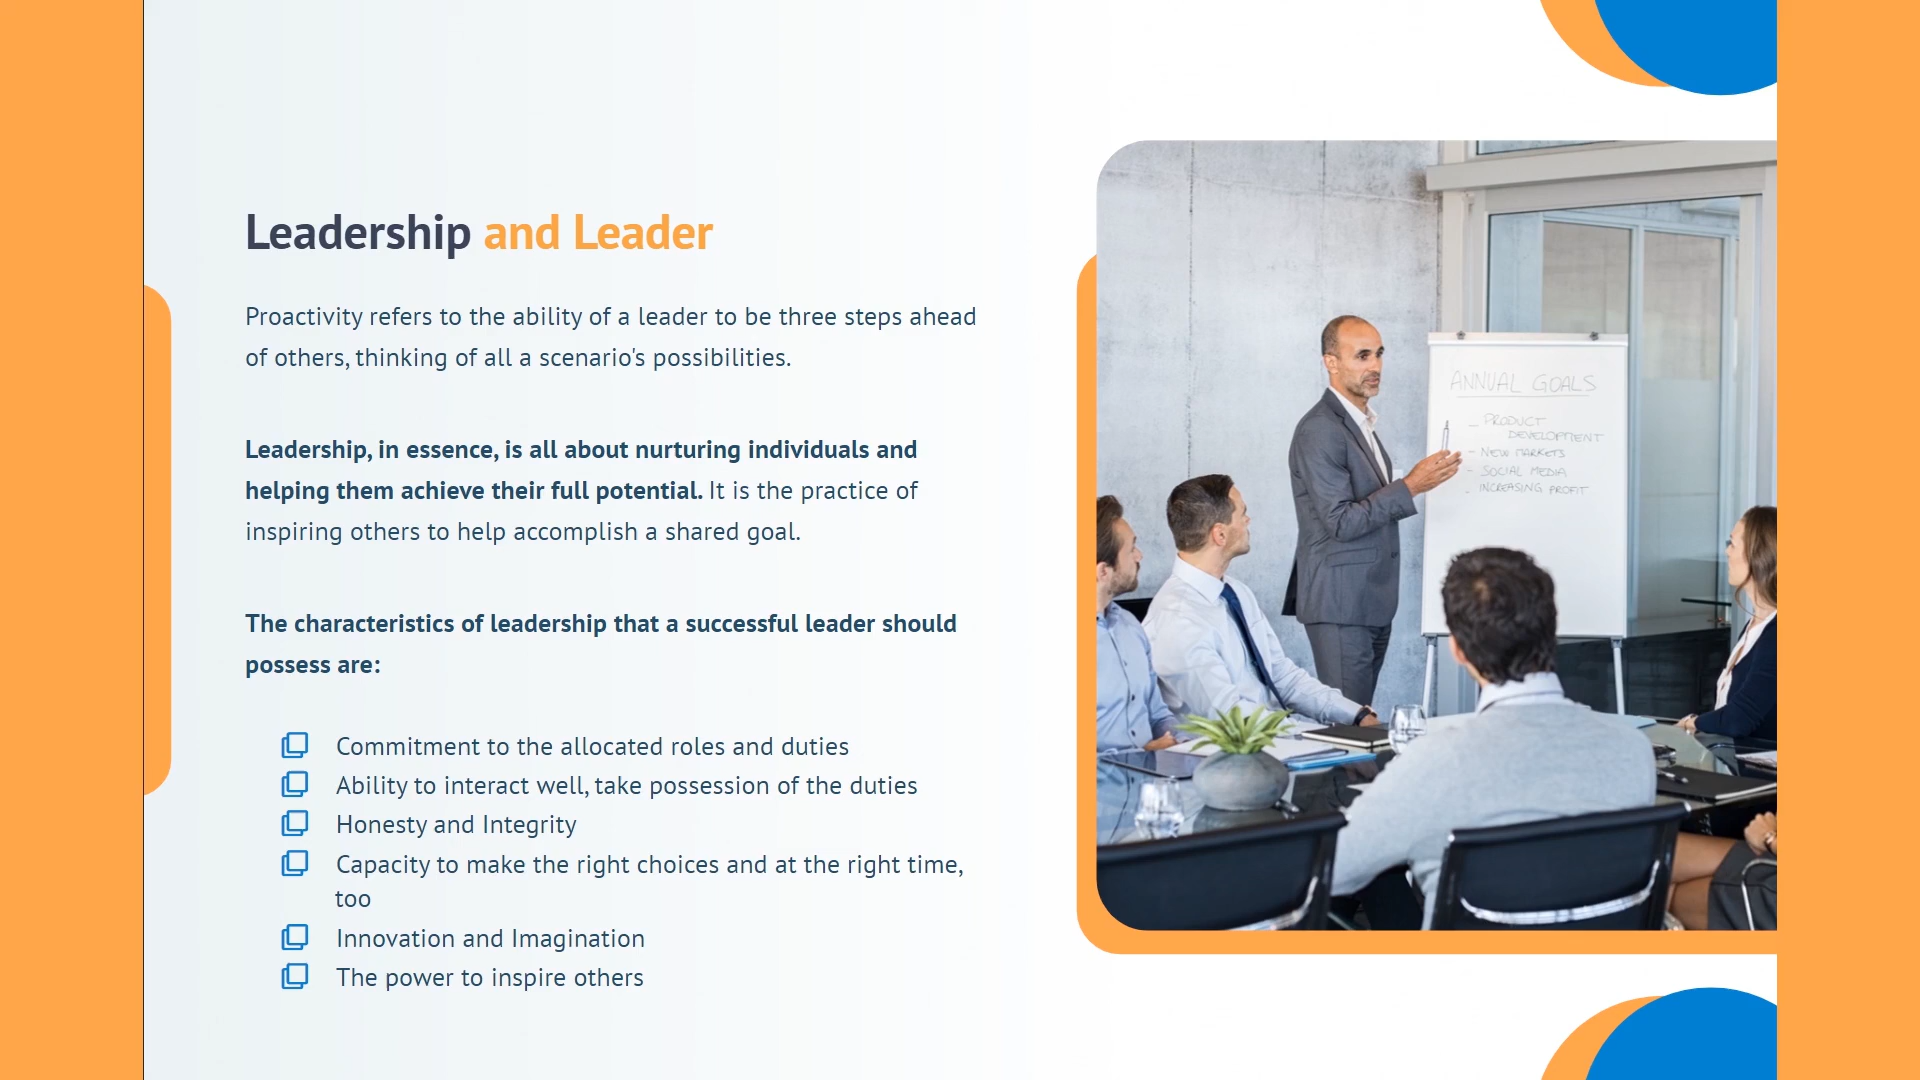 Leadership and Leader
Proactivity refers to the ability of a leader to be three steps ahead
of others, thinking of all a scenario's possibilities.
Leadership, in essence, is all about nurturing individuals and
helping them achieve their full potential. It is the practice of
inspiring others to help accomplish a shared goal.
The characteristics of leadership that a successful leader should
possess are:
Commitment to the allocated roles and duties
Ability to interact well, take possession of the duties
Honesty and Integrity
Capacity to make the right choices and at the right time,
too
Innovation and Imagination
The power to inspire others
ANNUAL GOALS
- PRODUCT
DEVELOPMENT
- NEW MARKETS
- SOCIAL MEDIA
- INCREASING PROFIT